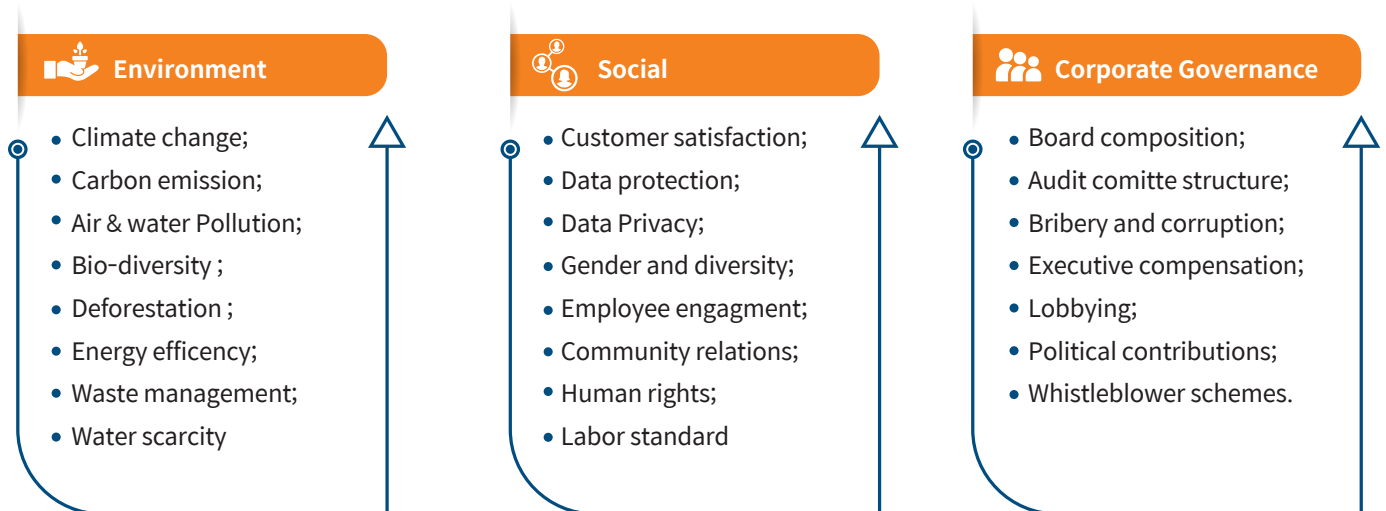 Environment
• Climate change;
• Carbon emission;
• Air & water Pollution;
• Bio-diversity ;
• Deforestation ;
• Energy efficency;
• Waste management;
• Water scarcity
Social
• Customer satisfaction;
• Data protection;
• Data Privacy;
• Gender and diversity;
• Employee engagment;
• Community relations;
• Human rights;
• Labor standard
Corporate Governance
• Board composition;
• Audit comitte structure;
• Bribery and corruption;
• Executive compensation;
• Lobbying;
• Political contributions;
• Whistleblower schemes.